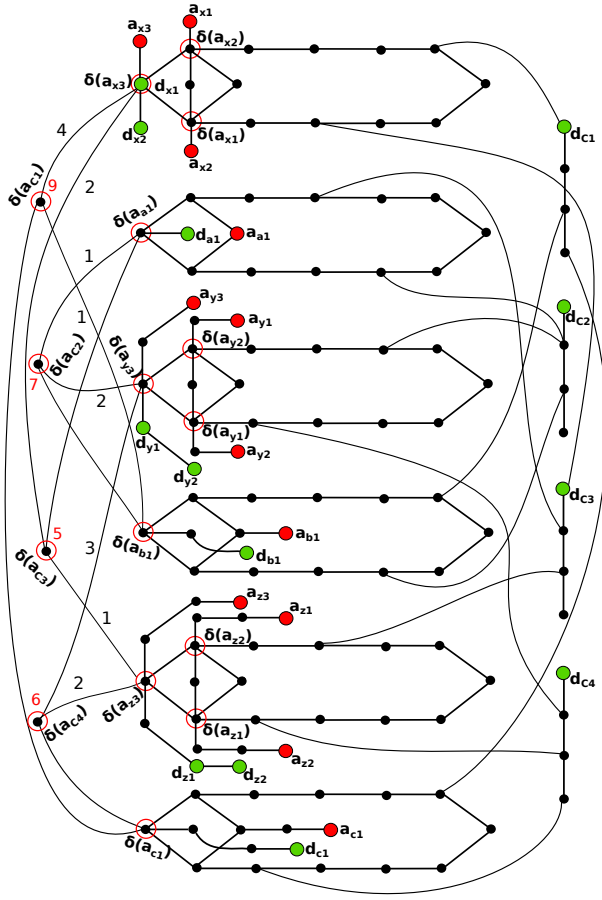 a_x1
a_x3
δ(a_x2)
δ(a_x3)
d_x1
4
d_x2
δ(a_x1)
d_C1
a_x2
9
δ(a_C1)
2
δ(a_a1)
d_a1
a_a1
1
a_y3
1
a_y1
d_C2
δ(a_C2)
δ(a_y3)
δ(a_y2)
7
2
δ(a_y1)
d_y1
a_y2
d_y2
d_C3
5
δ(a_b1)
a_b1
3
d_b1
δ(a_C3)
a_z3
1
a_z1
δ(a_z2)
2
d_C4
6
δ(a_z3)
δ(a_C4)
δ(a_z1)
a_z2
d_z1
d_z2
a_c1
δ(a_c1)
d_c1